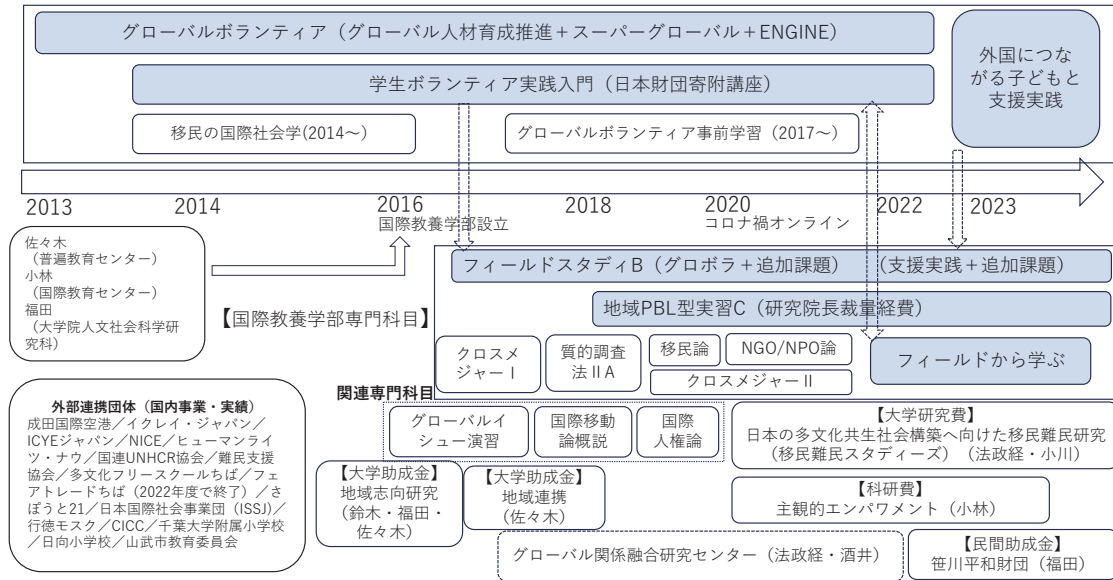 グローバルボランティア（グローバル人材育成推進＋スーパーグローバル＋ENGINE）
外国につな
がる子どもと
支援実践
学生ボランティア実践入門（日本財団寄附講座）
移民の国際社会学(2014～)
グローバルボランティア事前学習（2017～）
2013
2014
2016
2018
2020
2022
2023
国際教養学部設立
コロナ禍オンライン
佐々木
（普遍教育センター）
小林
（国際教育センター）
福田
（大学院人文社会科学研
究科）
【国際教養学部専門科目】
フィールドスタディB（グロボラ＋追加課題）
（支援実践＋追加課題）
地域PBL型実習C（研究院長裁量経費）
クロスメ
ジャーⅠ
質的調査
法ⅡA
移民論
NGO/NPO論
クロスメジャーⅡ
フィールドから学ぶ
関連専門科目
グローバルイ
シュー演習
国際移動
論概説
国際
人権論
外部連携団体（国内事業・実績）
成田国際空港／イクレイ・ジャパン／
ICYEジャパン／NICE／ヒューマンライ
ツ・ナウ／国連UNHCR協会／難民支援
協会／多文化フリースクールちば／フェ
アトレードちば（2022年度で終了）／さ
ぽうと21／日本国際社会事業団（ISSJ）／
行徳モスク／CICC／千葉大学附属小学校
／日向小学校／山武市教育委員会
【大学助成金】
地域志向研究
（鈴木・福田・
佐々木）
【大学助成金】
地域連携
（佐々木）
【大学研究費】
日本の多文化共生社会構築へ向けた移民難民研究
（移民難民スタディーズ）（法政経・小川）
【科研費】
主観的エンパワメント（小林）
グローバル関係融合研究センター（法政経・酒井）
【民間助成金】
笹川平和財団（福田）